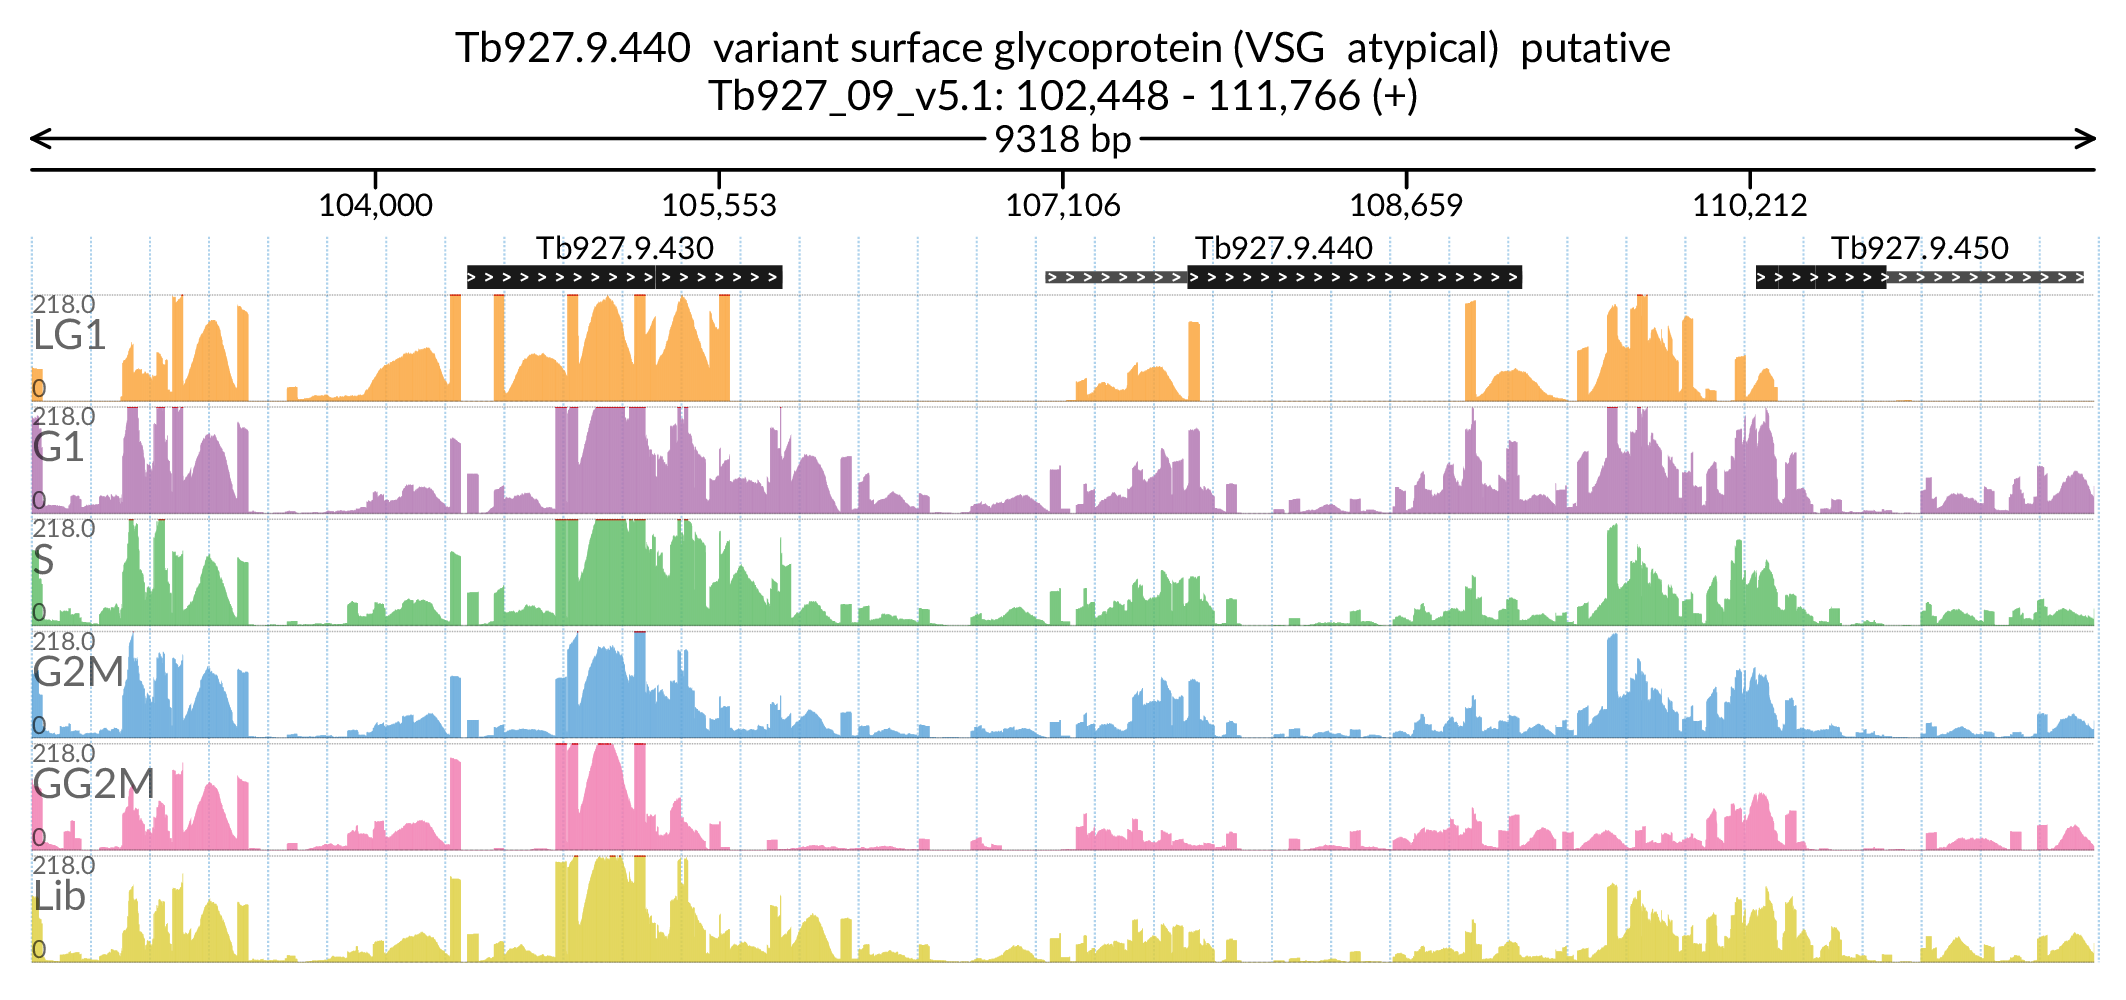 Tb927.9.440 variant surface glycoprotein (VSG atypical) putative
Tb927_09_v5.1: 102,448 - 111,766 (+)
9318 bp
104,000 105,553 107,106 108,659 110,212
Tb927.9.430 Tb927.9.440 Tb927.9.450
218.0
LG1
0
218.0
G1
0
218.0
S
0
218.0
G2M
0
218.0
GG2M
0
218.0
Lib
0